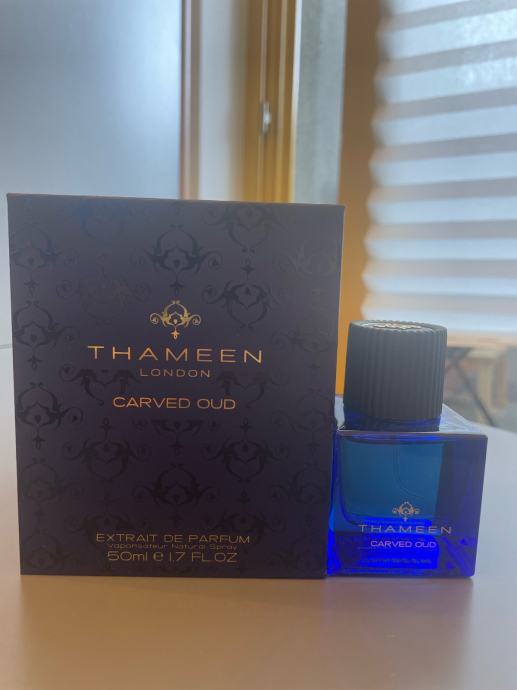 THAMEEN
LONDON
CARVED OUD
EXTRAIT DE PARFUM
Vaporisateur Natural Spray
50ml e 1.7 FL.OZ
THAMEEN
CARVED OUD